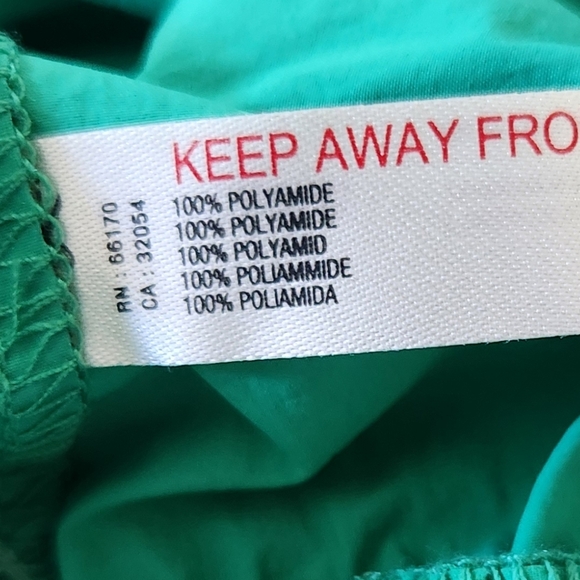 KEEP AWAY FRO
100% POLYAMIDE
100% POLYAMIDE
100% POLYAMID
100% POLIAMMIDE
100% POLIAMIDA
RN : 66170
CA : 32054